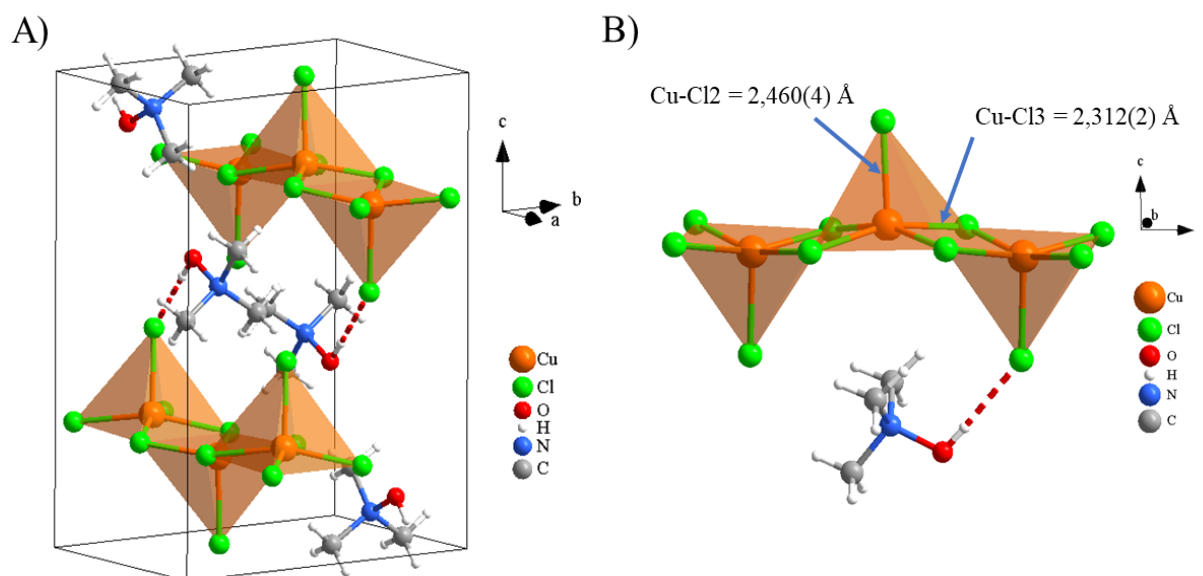 A)
c
b
a
Cu
Cl
O
H
N
C
B)
Cu-Cl2 = 2,460(4) Å
Cu-Cl3 = 2,312(2) Å
c
b
Cu
Cl
O
H
N
C